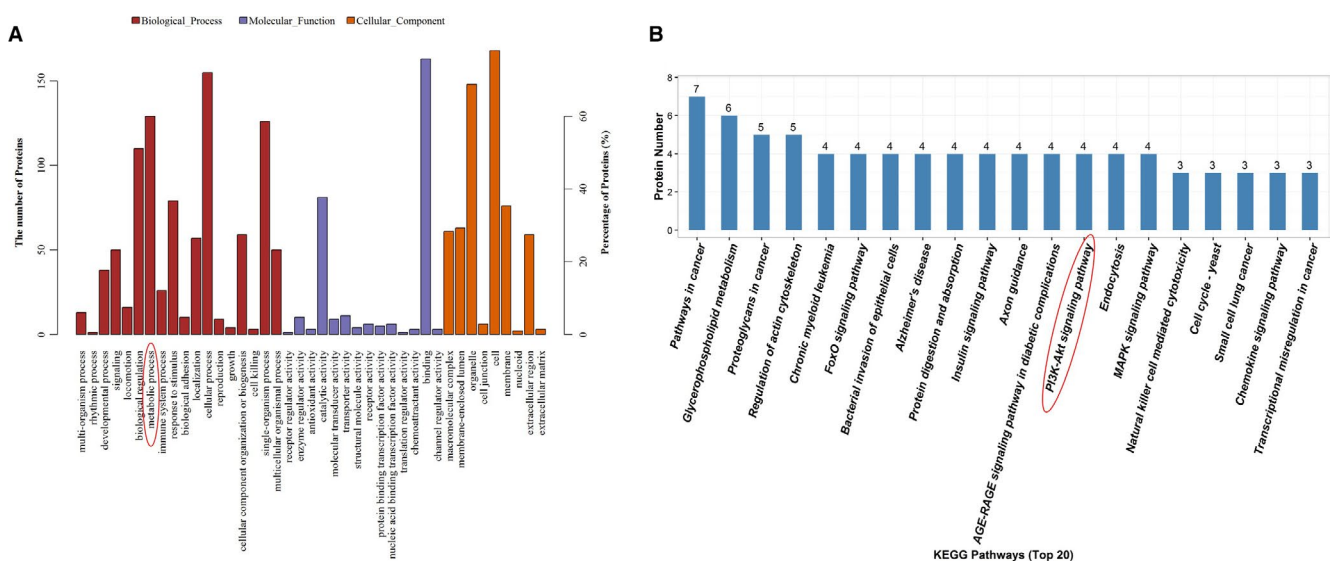 A
Biological_Process Molecular_Function Cellular_Component
The number of Proteins
150
100
50
0
Percentage of Proteins (%)
60
40
20
0
multi-organism process
rhythmic process
developmental process
signaling
locomotion
biological regulation
metabolic process
immune system process
response to stimulus
biological adhesion
localization
cellular process
reproduction
growth
cellular component organization or biogenesis
cell killing
single-organism process
multicellular organismal process
receptor regulator activity
enzyme regulator activity
antioxidant activity
catalytic activity
molecular transducer activity
transporter activity
structural molecule activity
receptor activity
protein binding transcription factor activity
nucleic acid binding transcription factor activity
translation regulator activity
chemoattractant activity
binding
channel regulator activity
macromolecular complex
membrane-enclosed lumen
organelle
cell junction
cell
membrane
nucleoid
extracellular region
extracellular matrix
B
Protein Number
8
6
4
2
0
7 6 5 5 4 4 4 4 4 4 4 4 4 4 4 3 3 3 3 3
Pathways in cancer
Glycerophospholipid metabolism
Proteoglycans in cancer
Regulation of actin cytoskeleton
Chronic myeloid leukemia
FoxO signaling pathway
Bacterial invasion of epithelial cells
Alzheimer's disease
Protein digestion and absorption
Insulin signaling pathway
Axon guidance
AGE-RAGE signaling pathway in diabetic complications
PI3K-Akt signaling pathway
Endocytosis
MAPK signaling pathway
Natural killer cell mediated cytotoxicity
Cell cycle - yeast
Small cell lung cancer
Chemokine signaling pathway
Transcriptional misregulation in cancer
KEGG Pathways (Top 20)